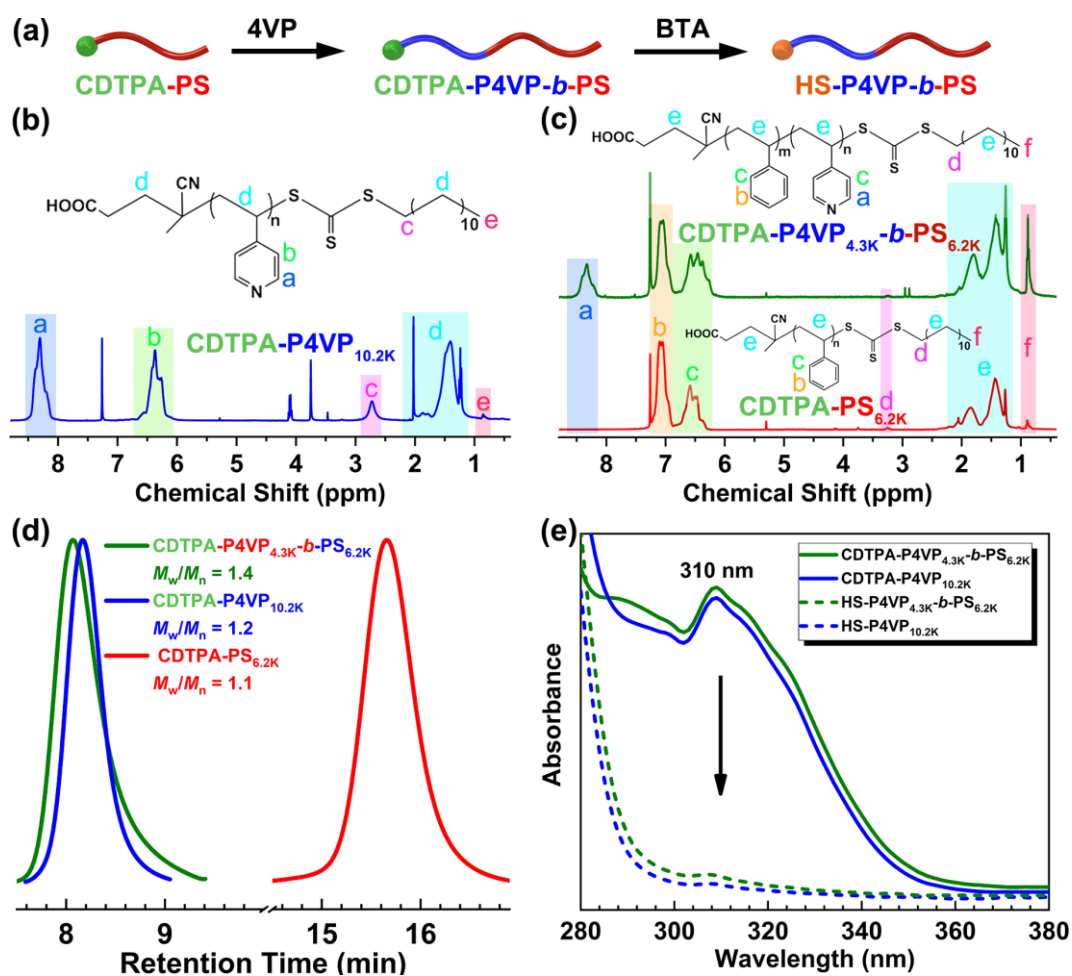 (a)
4VP
BTA
CDTPA-PS
CDTPA-P4VP-b-PS
HS-P4VP-b-PS
(b)
d
CN
d
d
HOOC
n
S
S
S
c
10
e
b
a
N
a
b
CDTPA-P4VP10.2K
c
d
e
8 7 6 5 4 3 2 1
Chemical Shift (ppm)
(c)
e
CN
e
e
HOOC
m
n
S
S
S
d
e
10
f
c
b
c
a
N
CDTPA-P4VP4.3K-b-PS6.2K
a
HOOC
CN
e
e
n
S
S
S
d
e
10
f
c
b
b
c
CDTPA-PS6.2K
d
e
f
8 7 6 5 4 3 2 1
Chemical Shift (ppm)
(d)
CDTPA-P4VP4.3K-b-PS6.2K
Mw/Mn = 1.4
CDTPA-P4VP10.2K
Mw/Mn = 1.2
CDTPA-PS6.2K
Mw/Mn = 1.1
8 9 15 16
Retention Time (min)
(e)
310 nm
CDTPA-P4VP4.3K-b-PS6.2K
CDTPA-P4VP10.2K
HS-P4VP4.3K-b-PS6.2K
HS-P4VP10.2K
Absorbance
280 300 320 340 360 380
Wavelength (nm)